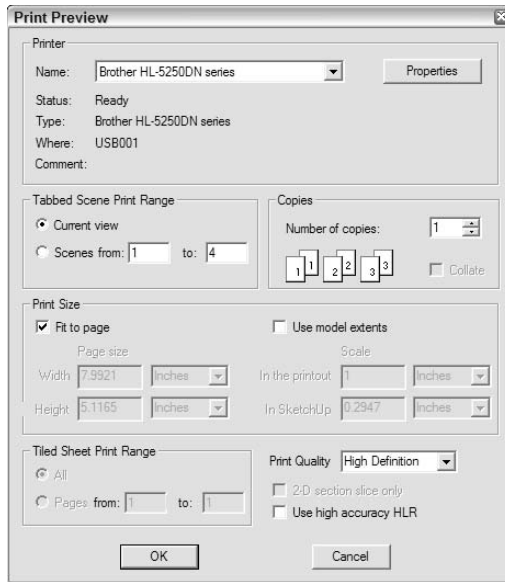 Print Preview
Printer
Name: Brother HL-5250DN series Properties
Status: Ready
Type: Brother HL-5250DN series
Where: USB001
Comment:
Tabbed Scene Print Range
Current view
Scenes from: 1 to: 4
Copies
Number of copies: 1
1 1 2 2 3 3 Collate
Print Size
Fit to page Use model extents
Page size Scale
Width 7.9921 Inches In the printout 1 Inches
Height 5.1165 Inches In SketchUp 0.2947 Inches
Tiled Sheet Print Range
All
Pages from: 1 to: 1
Print Quality High Definition
2-D section slice only
Use high accuracy HLR
OK Cancel